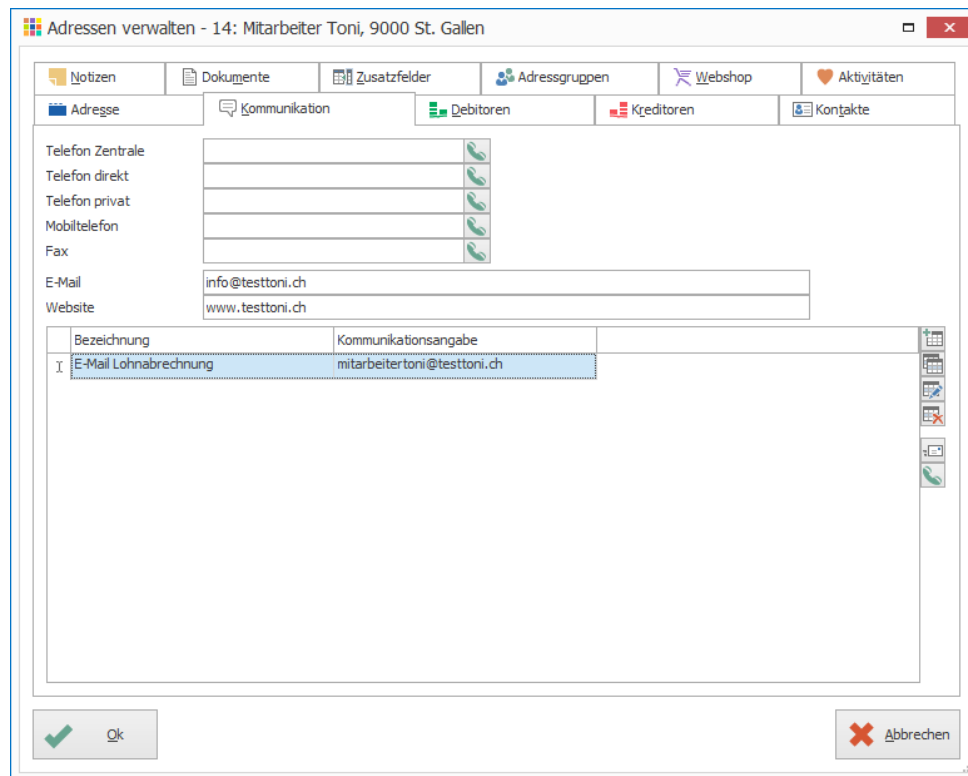 Adressen verwalten - 14: Mitarbeiter Toni, 9000 St. Gallen
Notizen Dokumente Zusatzfelder Adressgruppen Webshop Aktivitäten
Adresse Kommunikation Debitoren Kreditoren Kontakte
Telefon Zentrale
Telefon direkt
Telefon privat
Mobiltelefon
Fax
E-Mail info@testtoni.ch
Website www.testtoni.ch
Bezeichnung Kommunikationsangabe
E-Mail Lohnabrechnung mitarbeitertoni@testtoni.ch
Ok Abbrechen